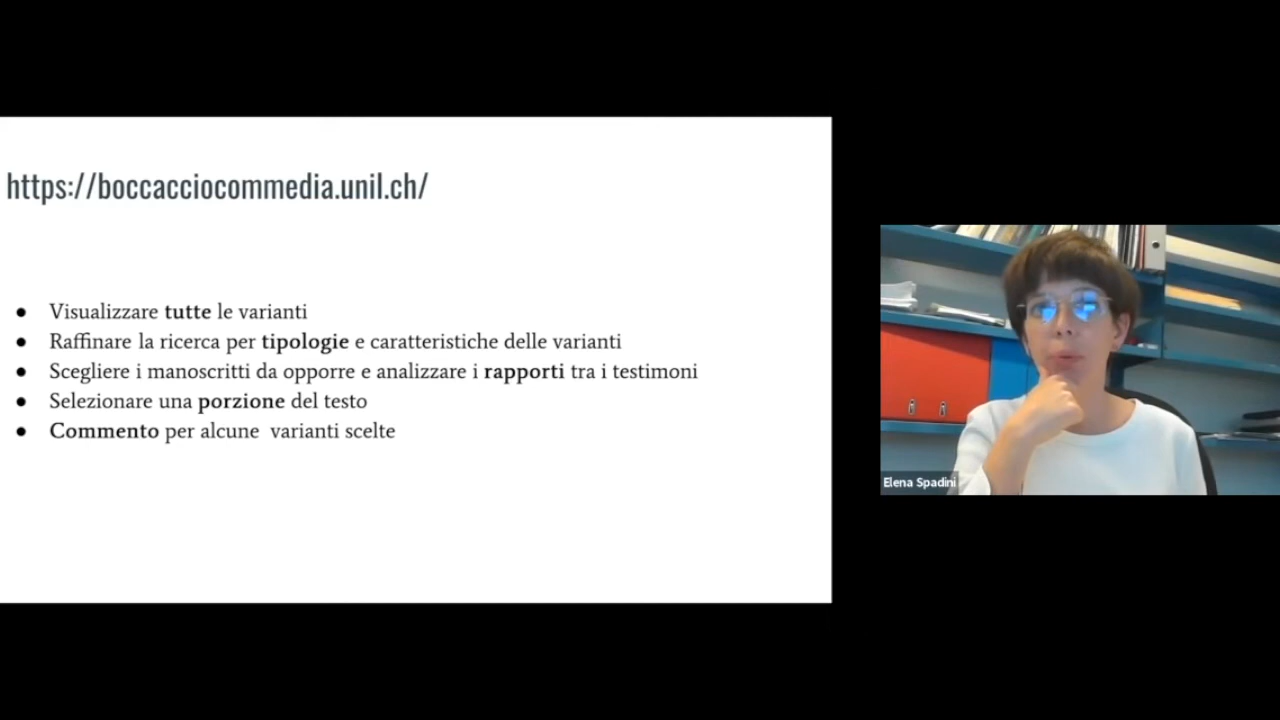 https://boccacciocommedia.unil.ch/
● Visualizzare tutte le varianti
● Raffinare la ricerca per tipologie e caratteristiche delle varianti
● Scegliere i manoscritti da opporre e analizzare i rapporti tra i testimoni
● Selezionare una porzione del testo
● Commento per alcune  varianti scelte
Elena Spadini